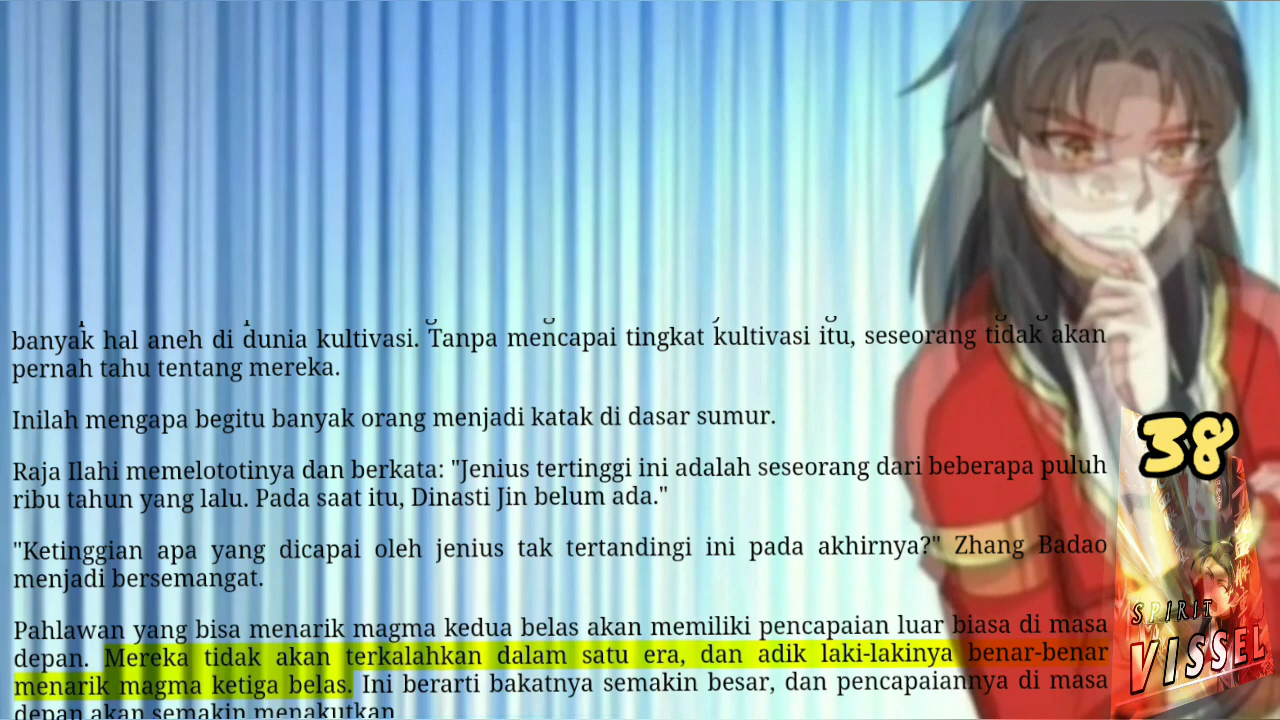 banyak hal aneh di dunia kultivasi. Tanpa mencapai tingkat kultivasi itu, seseorang tidak akan
pernah tahu tentang mereka.
Inilah mengapa begitu banyak orang menjadi katak di dasar sumur.
Raja Ilahi memelototinya dan berkata: "Jenius tertinggi ini adalah seseorang dari beberapa puluh
ribu tahun yang lalu. Pada saat itu, Dinasti Jin belum ada."
"Ketinggian apa yang dicapai oleh jenius tak tertandingi ini pada akhirnya?" Zhang Badao
menjadi bersemangat.
Pahlawan yang bisa menarik magma kedua belas akan memiliki pencapaian luar biasa di masa
depan. Mereka tidak akan terkalahkan dalam satu era, dan adik laki-lakinya benar-benar
menarik magma ketiga belas. Ini berarti bakatnya semakin besar, dan pencapaiannya di masa
depan akan semakin menakutkan
38
SPIRIT
VISSEL